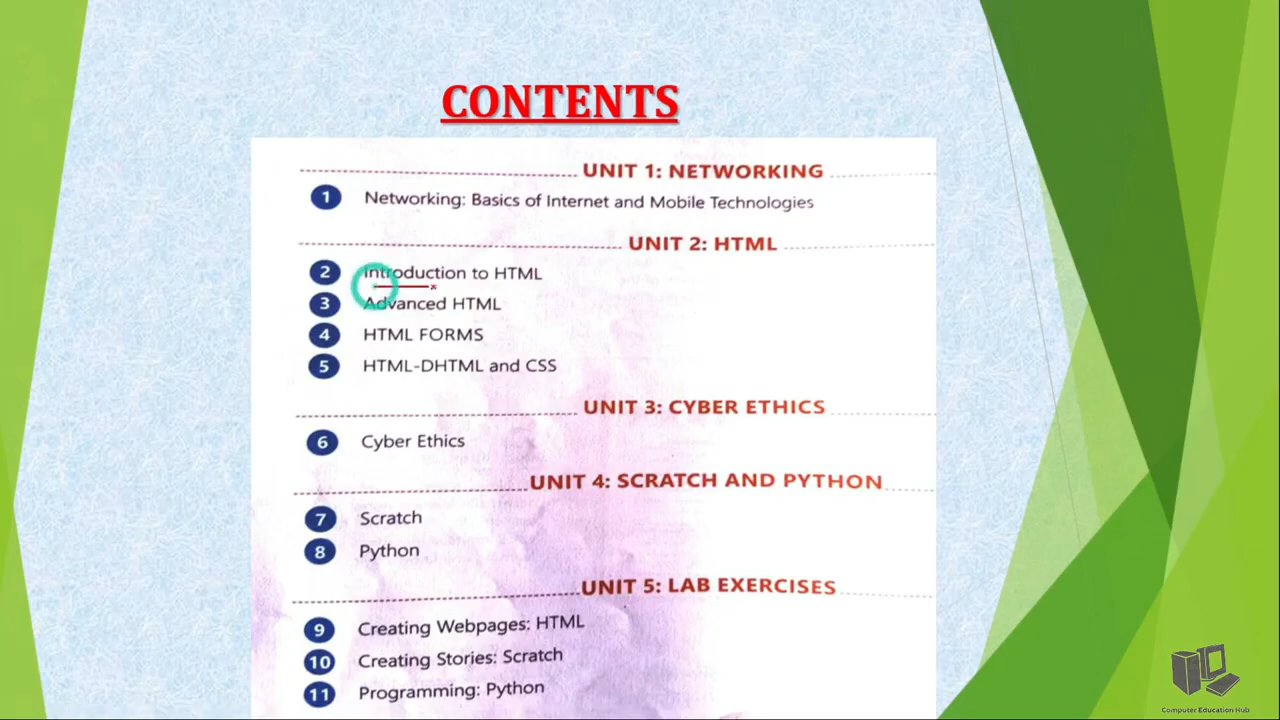 CONTENTS
UNIT 1: NETWORKING
1 Networking: Basics of Internet and Mobile Technologies
UNIT 2: HTML
2 Introduction to HTML
3 Advanced HTML
4 HTML FORMS
5 HTML-DHTML and CSS
UNIT 3: CYBER ETHICS
6 Cyber Ethics
UNIT 4: SCRATCH AND PYTHON
7 Scratch
8 Python
UNIT 5: LAB EXERCISES
9 Creating Webpages: HTML
10 Creating Stories: Scratch
11 Programming: Python
Computer Education Hub